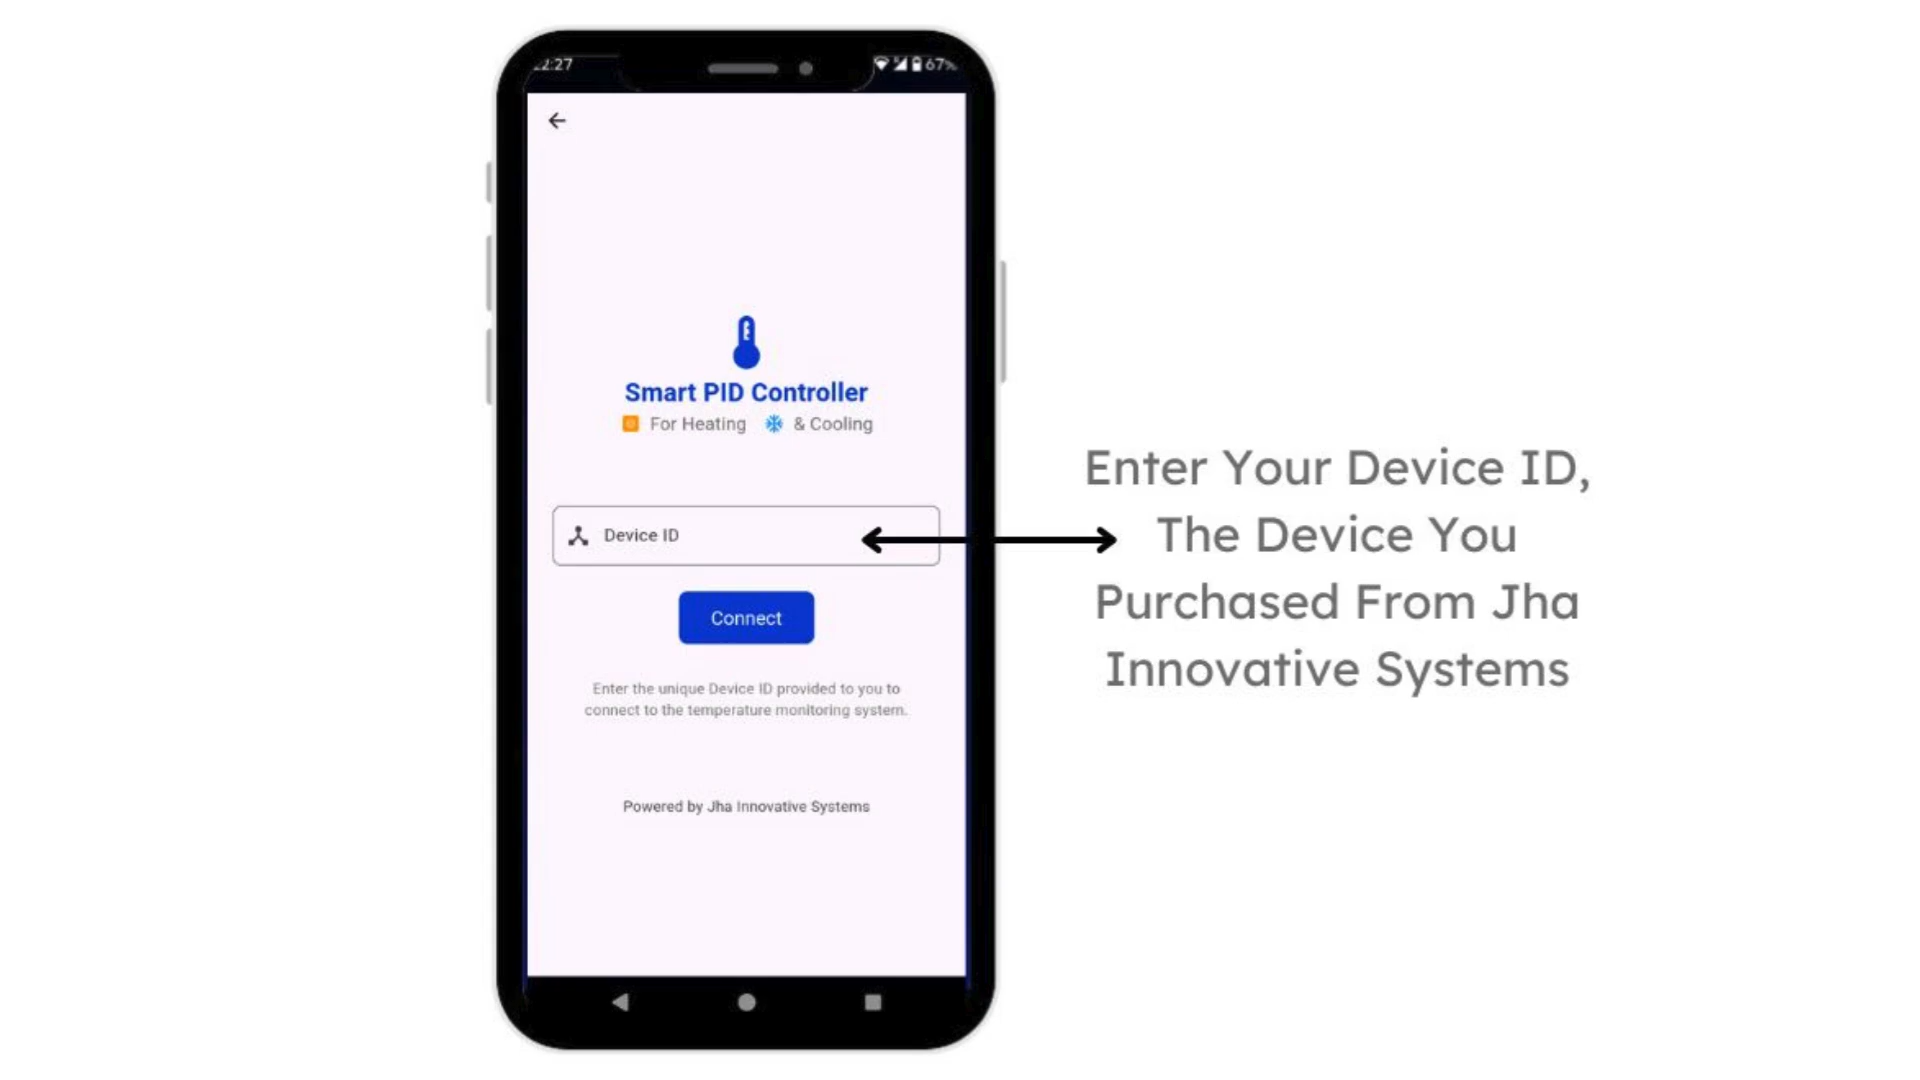 22:27
67%
Smart PID Controller
For Heating & Cooling
Device ID
Connect
Enter the unique Device ID provided to you to
connect to the temperature monitoring system.
Powered by Jha Innovative Systems
Enter Your Device ID,
The Device You
Purchased From Jha
Innovative Systems